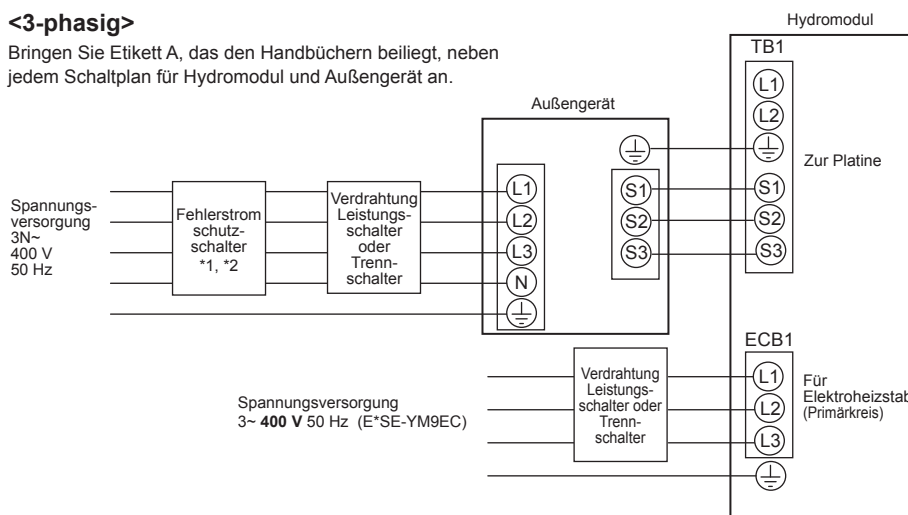 <3-phasig>
Bringen Sie Etikett A, das den Handbüchern beiliegt, neben
jedem Schaltplan für Hydromodul und Außengerät an.
Hydromodul
TB1
L1
L2
Zur Platine
S1
S2
S3
Außengerät
L1
L2
L3
N
S1
S2
S3
Spannungs-
versorgung
3N~
400 V
50 Hz
Fehlerstrom
schutz-
schalter
*1, *2
Verdrahtung
Leistungs-
schalter
oder
Trenn-
schalter
ECB1
L1
L2
L3
Für
Elektroheizstab
(Primärkreis)
Verdrahtung
Leistungs-
schalter oder
Trenn-
schalter
Spannungsversorgung
3~ 400 V 50 Hz (E*SE-YM9EC)